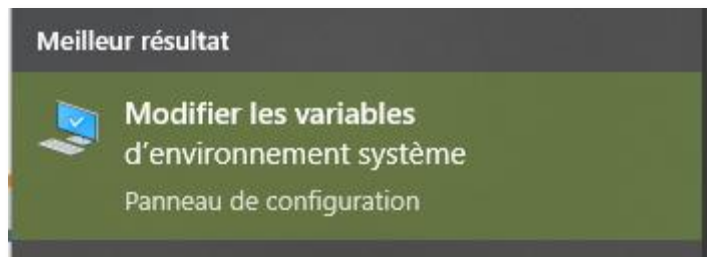 Meilleur résultat
Modifier les variables
d’environnement système
Panneau de configuration